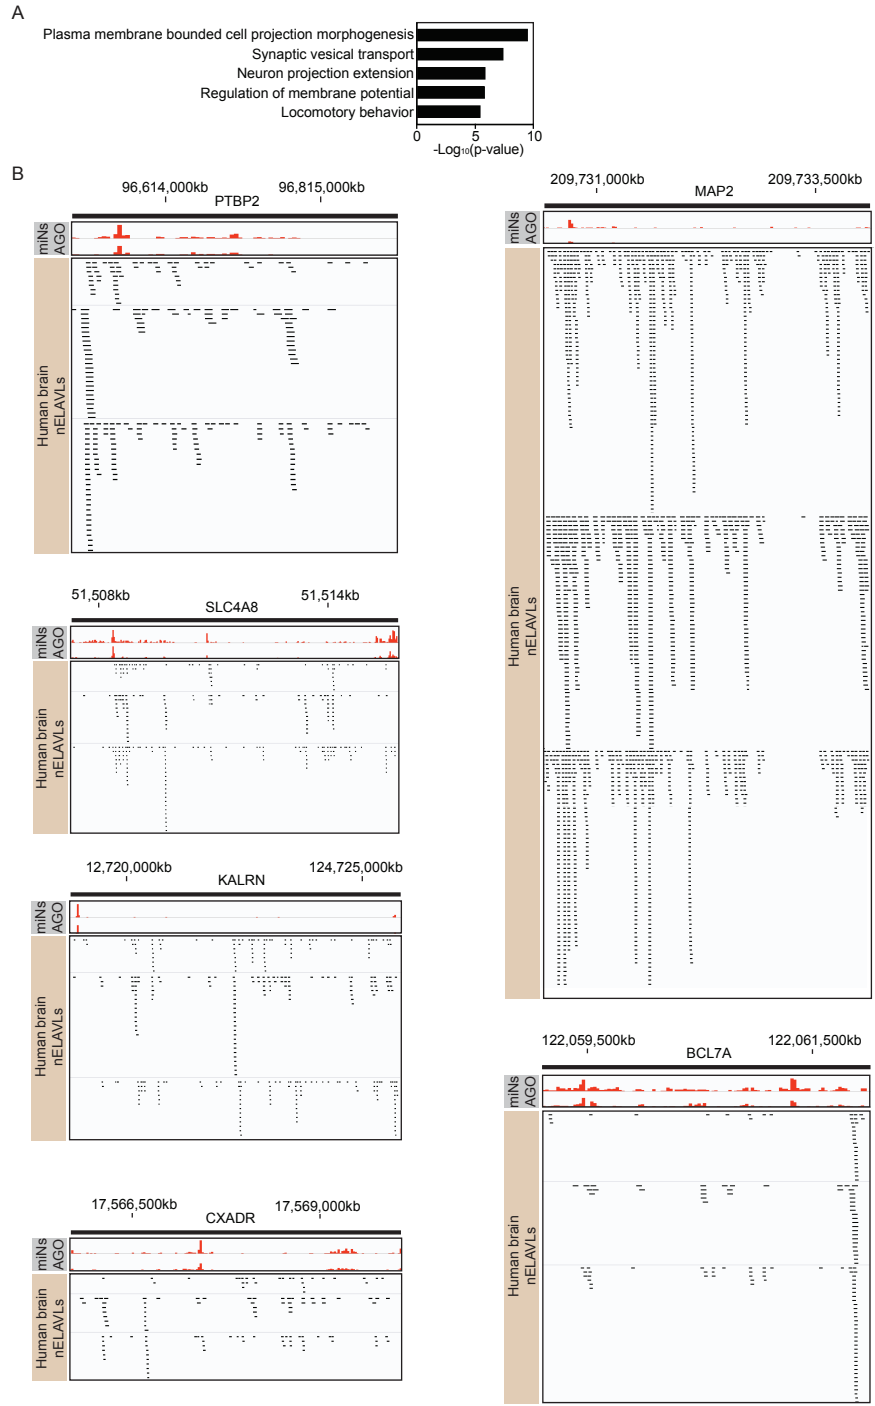 A
Plasma membrane bounded cell projection morphogenesis
Synaptic vesical transport
Neuron projection extension
Regulation of membrane potential
Locomotory behavior
0 5 10
-Log₁₀(p-value)
B
96,614,000kb 96,815,000kb
PTBP2
miNs
AGO
Human brain
nELAVLs
51,508kb 51,514kb
SLC4A8
miNs
AGO
Human brain
nELAVLs
12,720,000kb 124,725,000kb
KALRN
miNs
AGO
Human brain
nELAVLs
17,566,500kb 17,569,000kb
CXADR
miNs
AGO
Human brain
nELAVLs
209,731,000kb 209,733,500kb
MAP2
miNs
AGO
Human brain
nELAVLs
122,059,500kb 122,061,500kb
BCL7A
miNs
AGO
Human brain
nELAVLs